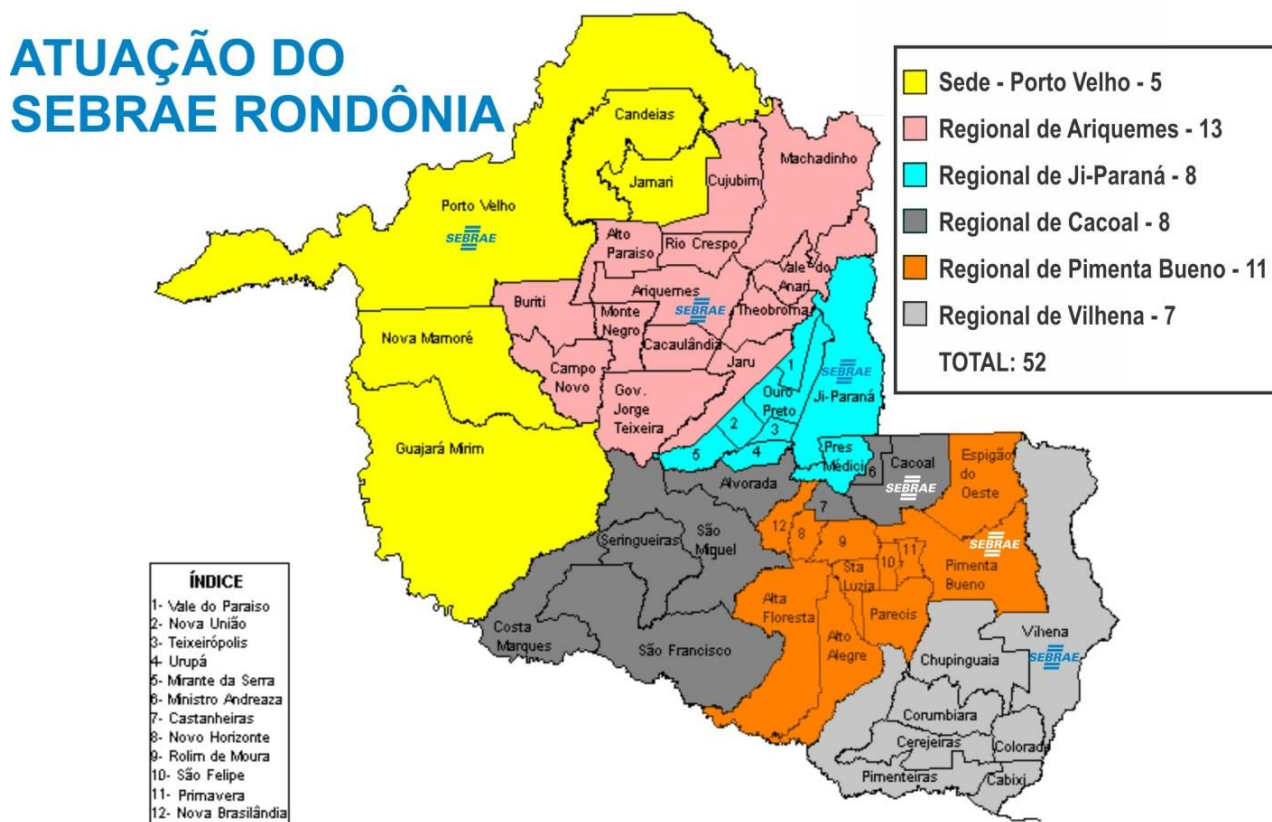 ATUAÇÃO DO
SEBRAE RONDÔNIA
Sede - Porto Velho - 5
Regional de Ariquemes - 13
Regional de Ji-Paraná - 8
Regional de Cacoal - 8
Regional de Pimenta Bueno - 11
Regional de Vilhena - 7
TOTAL: 52
Candeias
Jamari
Cujubim
Machadinho
Porto Velho
SEBRAE
Alto
Paraiso
Rio Crespo
Vale do
Anari
Buriti
Ariquemes
SEBRAE
Monte
Negro
Theobroma
Nova Mamoré
Cacaulândia
Jaru
1
SEBRAE
Ji-Paraná
Campo
Novo
Gov.
Jorge
Teixeira
Ouro
Preto
2
3
4
5
Guajará Mirim
Pres
Médici
6
Cacoal
SEBRAE
Espigão
do
Oeste
Alvorada
7
12
8
9
São
Miguel
Seringueiras
SEBRAE
Pimenta
Bueno
Sta
Luzia
10
11
Alta
Floresta
Parecis
Alto
Alegre
Costa
Marques
São Francisco
Vihena
SEBRAE
Chupinguaia
Corumbiara
Cerejeiras
Colorado
Pimenteiras
Cabixi
ÍNDICE
1- Vale do Paraiso
2- Nova União
3- Teixeirópolis
4- Urupá
5- Mirante da Serra
6- Ministro Andreaza
7- Castanheiras
8- Novo Horizonte
9- Rolim de Moura
10- São Felipe
11- Primavera
12- Nova Brasilândia